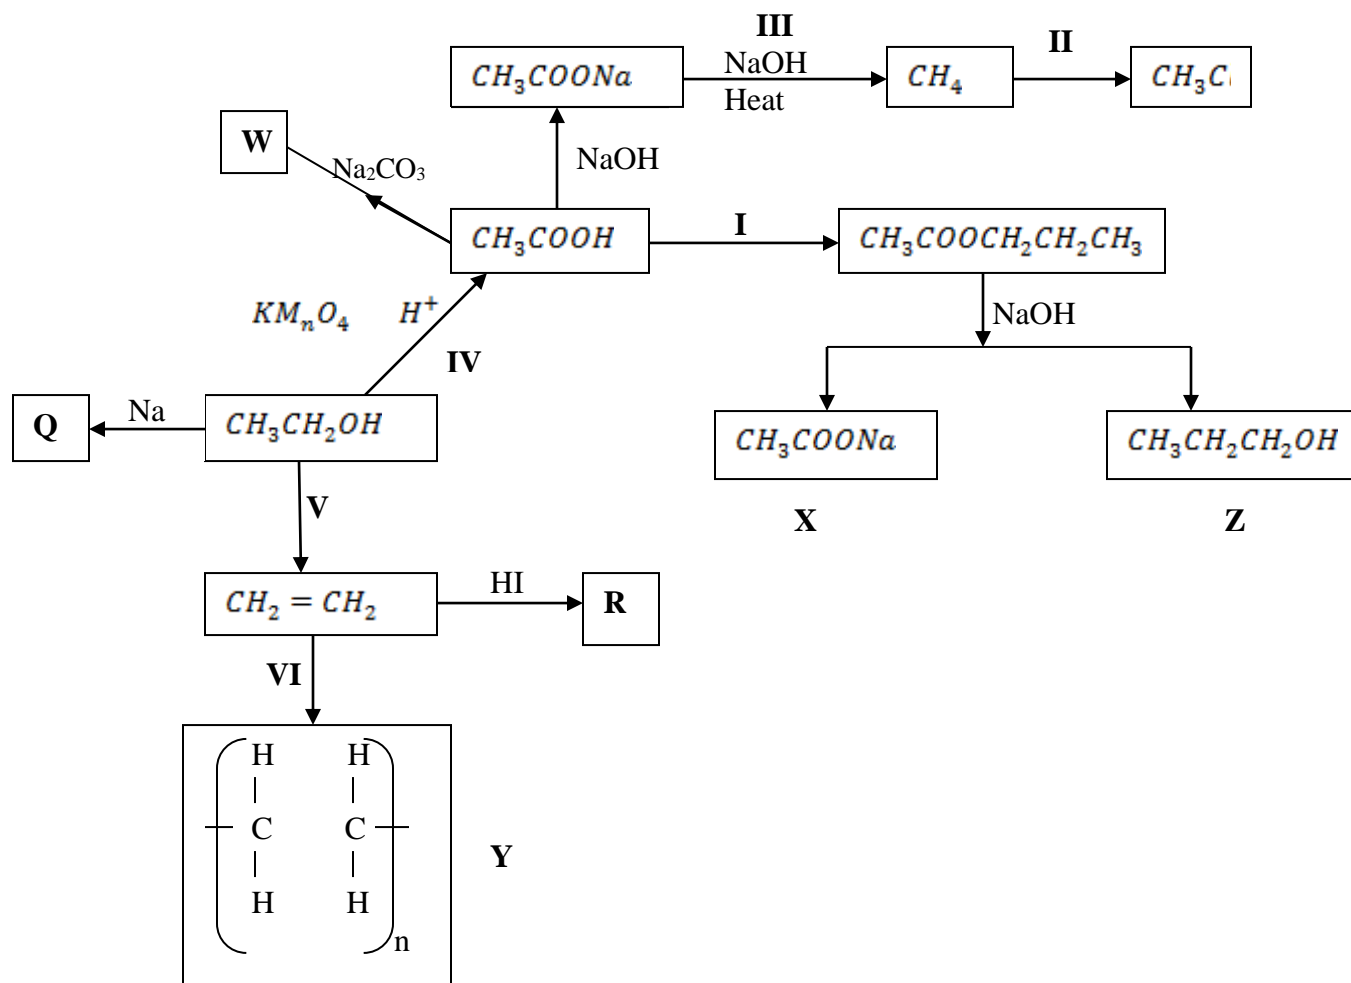 III
II
CH₃COONa
NaOH
Heat
CH₄
CH₃C
W
Na₂CO₃
NaOH
CH₃COOH
I
CH₃COOCH₂CH₂CH₃
KMₙO₄ H⁺
NaOH
IV
Q
Na
CH₃CH₂OH
CH₃COONa
CH₃CH₂CH₂OH
V
X
Z
CH₂ = CH₂
HI
R
VI
H H
C C
Y
H H
n